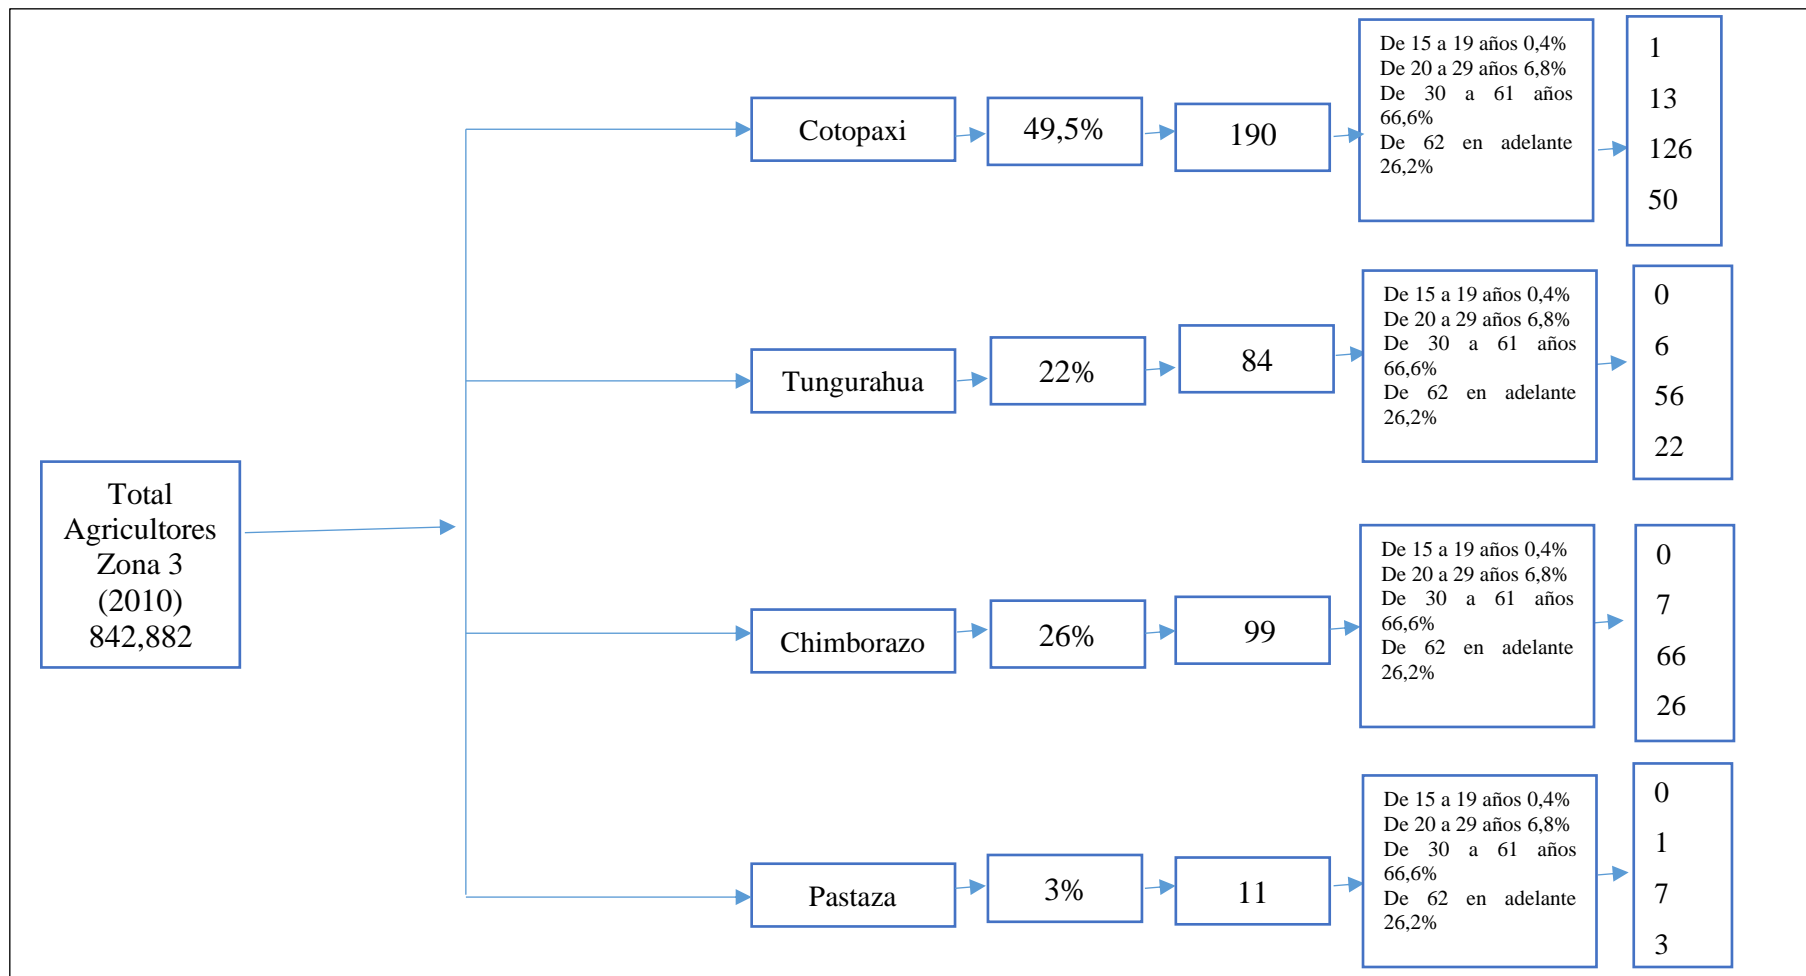 Total
Agricultores
Zona 3
(2010)
842,882
Cotopaxi
49,5%
190
De 15 a 19 años 0,4%
De 20 a 29 años 6,8%
De 30 a 61 años
66,6%
De 62 en adelante
26,2%
1
13
126
50
Tungurahua
22%
84
De 15 a 19 años 0,4%
De 20 a 29 años 6,8%
De 30 a 61 años
66,6%
De 62 en adelante
26,2%
0
6
56
22
Chimborazo
26%
99
De 15 a 19 años 0,4%
De 20 a 29 años 6,8%
De 30 a 61 años
66,6%
De 62 en adelante
26,2%
0
7
66
26
Pastaza
3%
11
De 15 a 19 años 0,4%
De 20 a 29 años 6,8%
De 30 a 61 años
66,6%
De 62 en adelante
26,2%
0
1
7
3